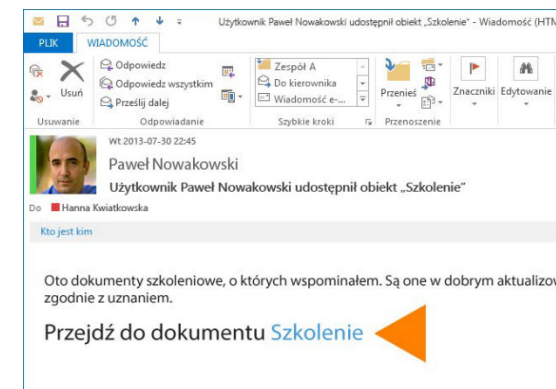 Użytkownik Paweł Nowakowski udostępnił obiekt „Szkolenie" - Wiadomość (HTM
PLIK WIADOMOŚĆ
Usuń
Odpowiedz
Odpowiedz wszystkim
Prześlij dalej
Zespół A
Do kierownika
Wiadomość e-...
Przenieś
Znaczniki Edytowanie
Usuwanie Odpowiadanie Szybkie kroki Przenoszenie
Wt 2013-07-30 22:45
Paweł Nowakowski
Użytkownik Paweł Nowakowski udostępnił obiekt „Szkolenie"
Do Hanna Kwiatkowska
Kto jest kim
Oto dokumenty szkoleniowe, o których wspominałem. Są one w dobrym aktualizow
zgodnie z uznaniem.
Przejdź do dokumentu Szkolenie